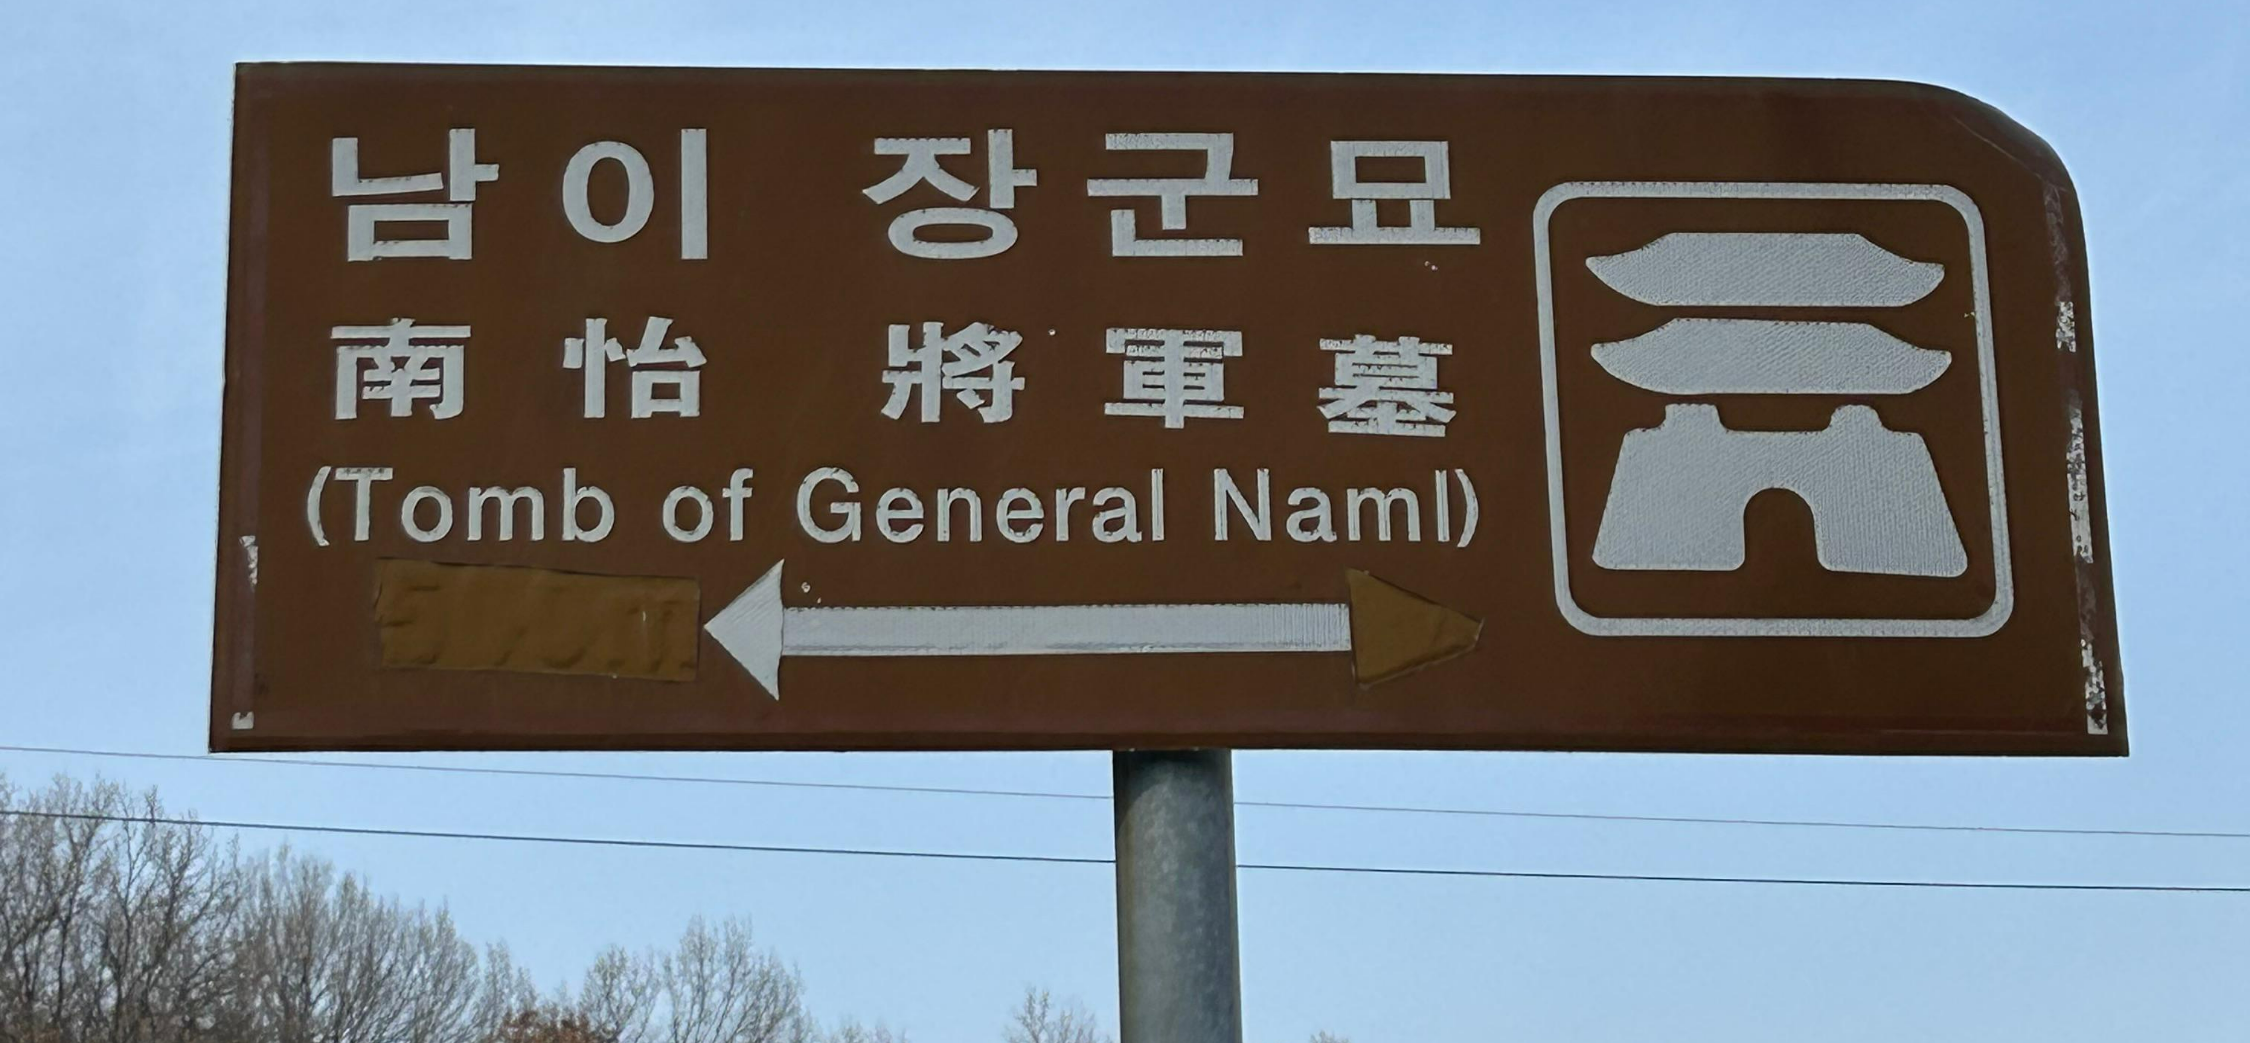 남이 장군묘
南怡 將軍墓
(Tomb of General NamI)